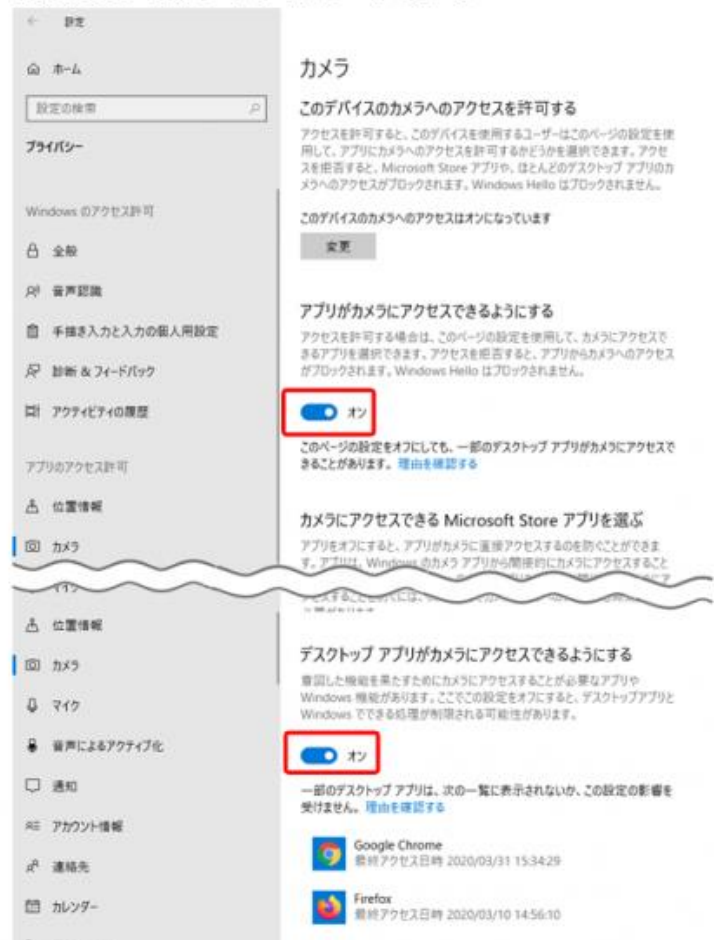 設定
ホーム
設定の検索
プライバシー
Windows のアクセス許可
全般
音声認識
手描き入力と入力の個人用設定
診断 & フィードバック
アクティビティの履歴
アプリのアクセス許可
位置情報
カメラ
カメラ
このデバイスのカメラへのアクセスを許可する
アクセスを許可すると、このデバイスを使用するユーザーはこのページの設定を使
用して、アプリにカメラへのアクセスを許可するかどうかを選択できます。アクセ
スを拒否すると、Microsoft Store アプリや、ほとんどのデスクトップ アプリのカ
メラへのアクセスがブロックされます。Windows Hello はブロックされません。
このデバイスのカメラへのアクセスはオンになっています
変更
アプリがカメラにアクセスできるようにする
アクセスを許可する場合は、このページの設定を使用して、カメラにアクセスで
きるアプリを選択できます。アクセスを拒否すると、アプリからカメラへのアクセス
がブロックされます。Windows Hello はブロックされません。
オン
このページの設定をオフにしても、一部のデスクトップ アプリがカメラにアクセスで
きることがあります。理由を確認する
カメラにアクセスできる Microsoft Store アプリを選ぶ
アプリをオフにすると、アプリがカメラに直接アクセスするのを防ぐことができま
す。アプリは、Windows のカメラ アプリから間接的にカメラにアクセスすること
マイク
位置情報
カメラ
マイク
音声によるアクティブ化
通知
アカウント情報
連絡先
カレンダー
デスクトップ アプリがカメラにアクセスできるようにする
意図した機能を果たすためにカメラにアクセスすることが必要なアプリや
Windows 機能があります。ここでこの設定をオフにすると、デスクトップアプリと
Windows でできる処理が制限される可能性があります。
オン
一部のデスクトップ アプリは、次の一覧に表示されないか、この設定の影響を
受けません。理由を確認する
Google Chrome
最終アクセス日時 2020/03/31 15:34:29
Firefox
最終アクセス日時 2020/03/10 14:56:10